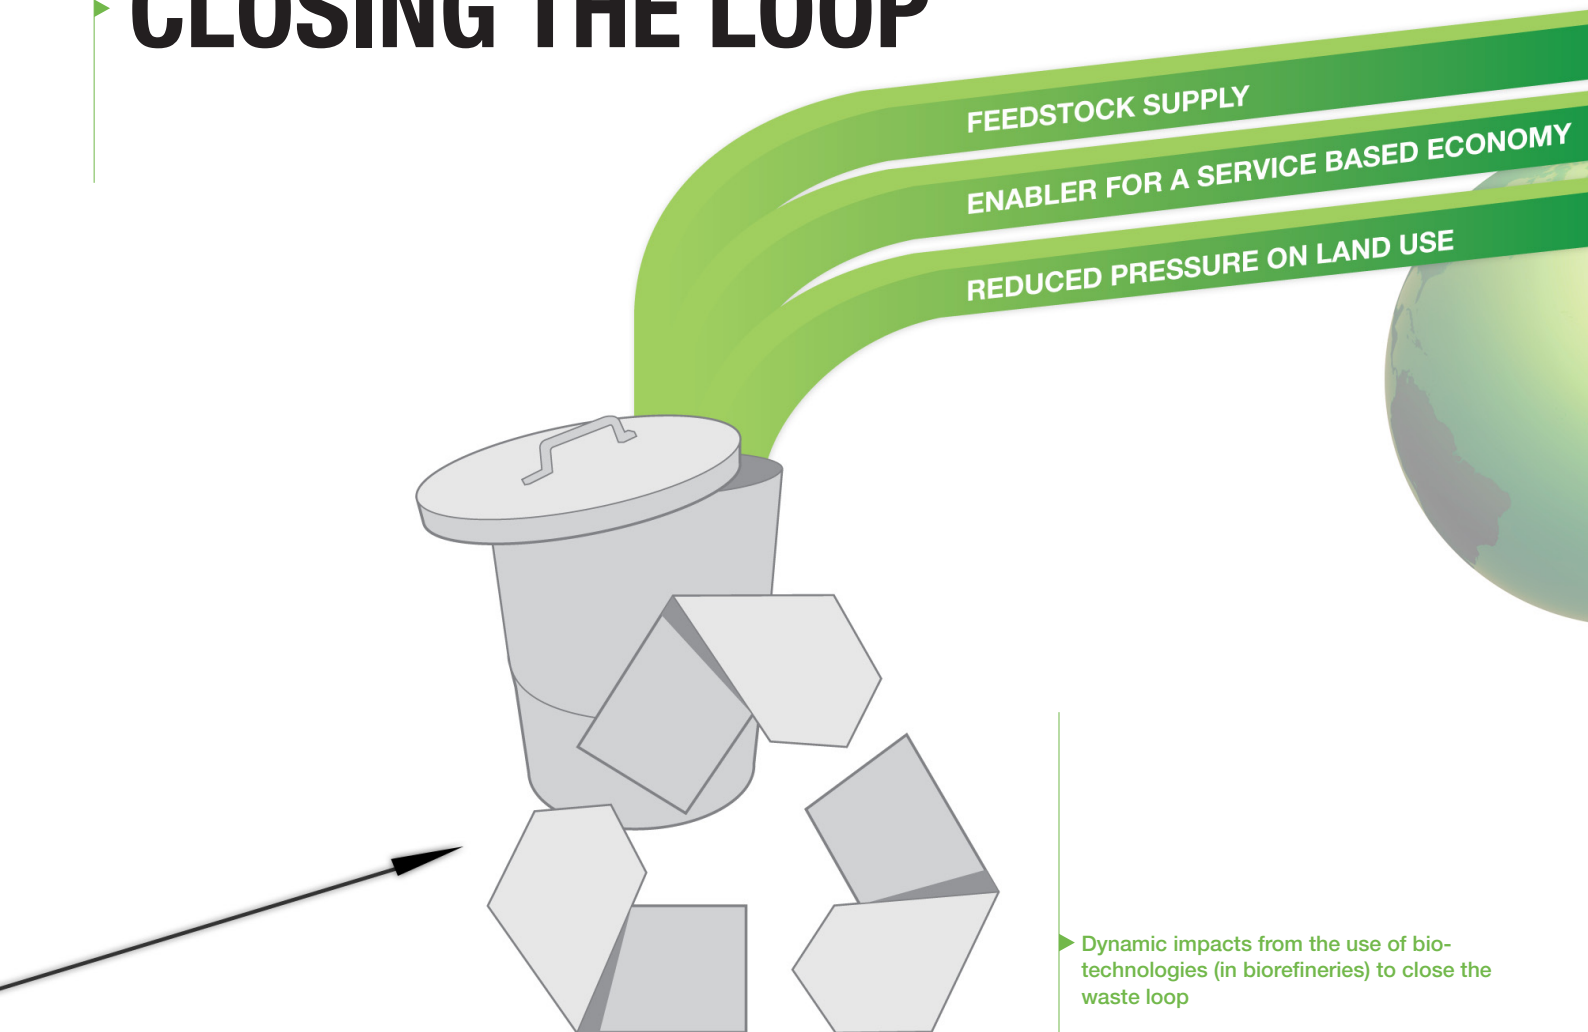 CLOSING THE LOOP
FEEDSTOCK SUPPLY
ENABLER FOR A SERVICE BASED ECONOMY
REDUCED PRESSURE ON LAND USE
Dynamic impacts from the use of bio-
technologies (in biorefineries) to close the
waste loop